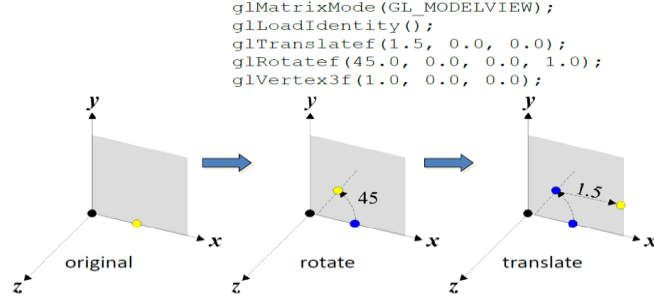 glMatrixMode(GL_MODELVIEW);
glLoadIdentity();
glTranslatef(1.5, 0.0, 0.0);
glRotatef(45.0, 0.0, 0.0, 1.0);
glVertex3f(1.0, 0.0, 0.0);
y
x
z
original
y
45
x
z
rotate
y
1.5
x
z
translate